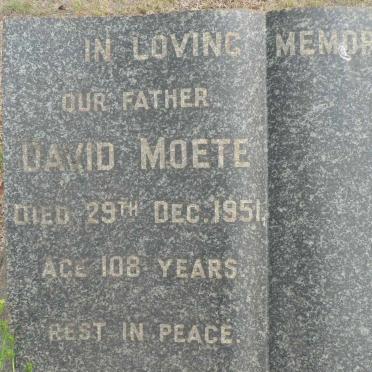 IN LOVING MEMOR
OUR FATHER
DAVID MOETE
DIED 29TH DEC. 1951.
AGE 108 YEARS.
REST IN PEACE.